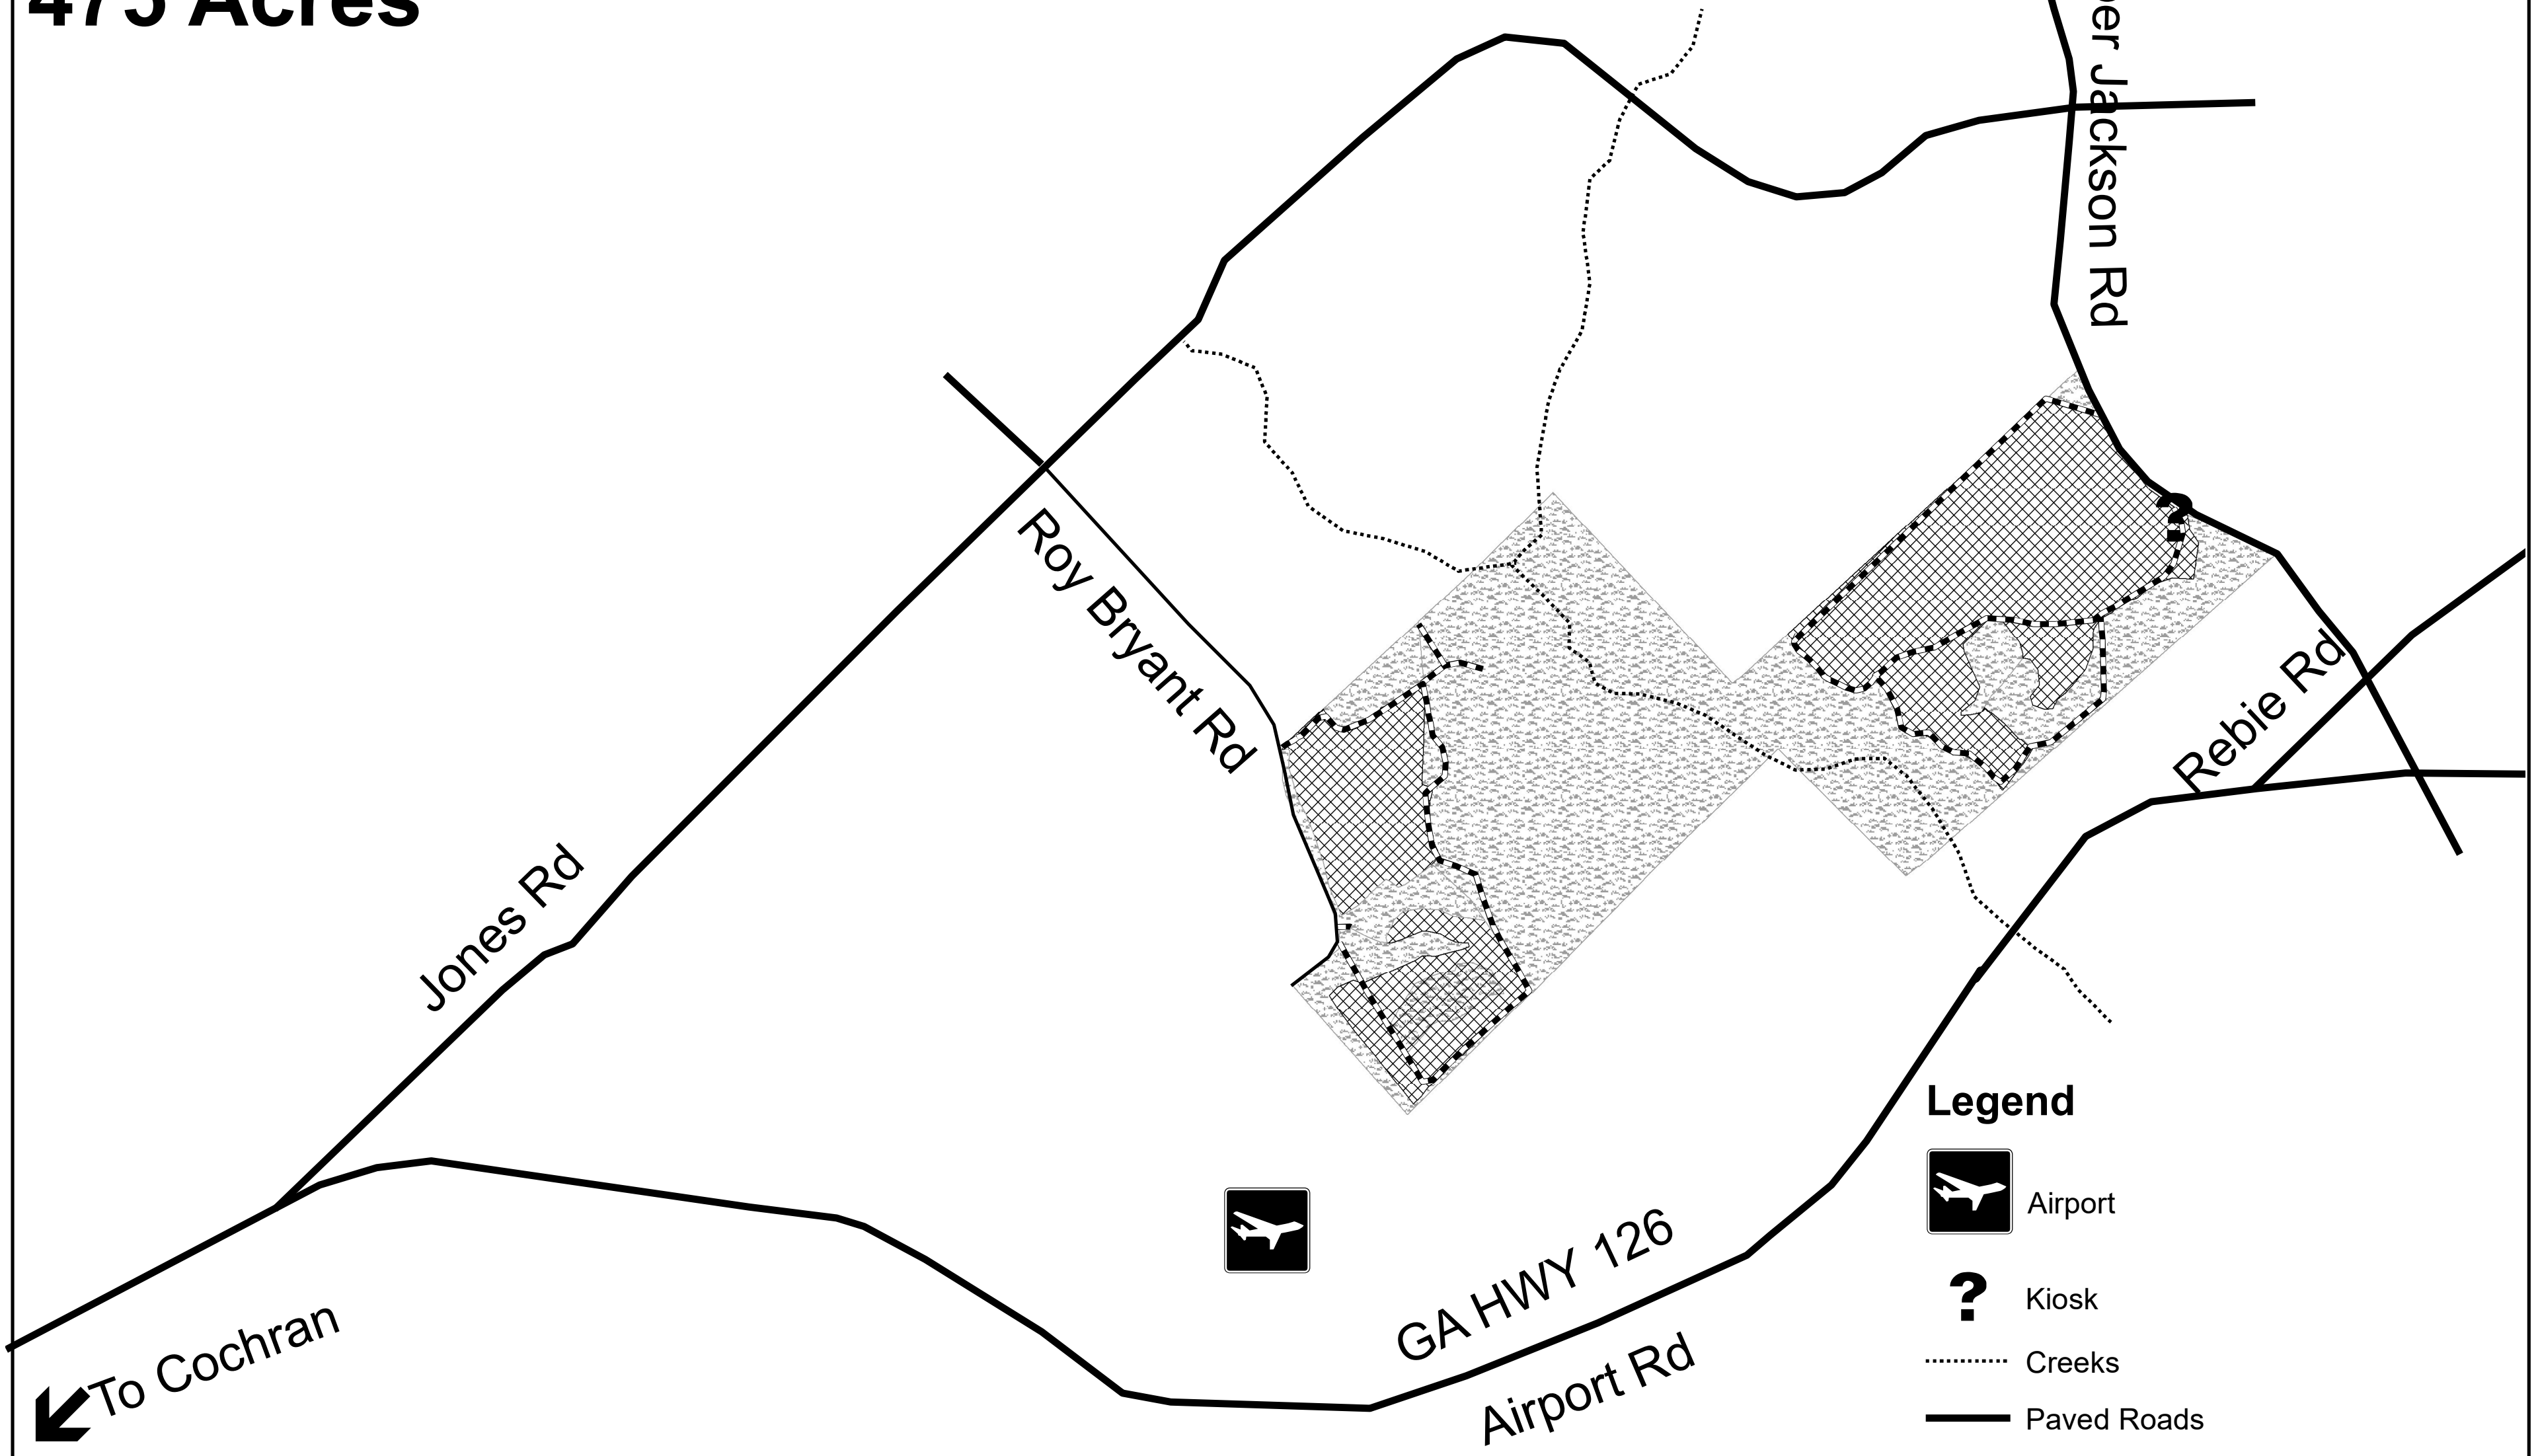 475 Acres
Jackson Rd
Roy Bryant Rd
Rebie Rd
Jones Rd
GA HWY 126
Airport Rd
To Cochran
Legend
Airport
? Kiosk
Creeks
Paved Roads